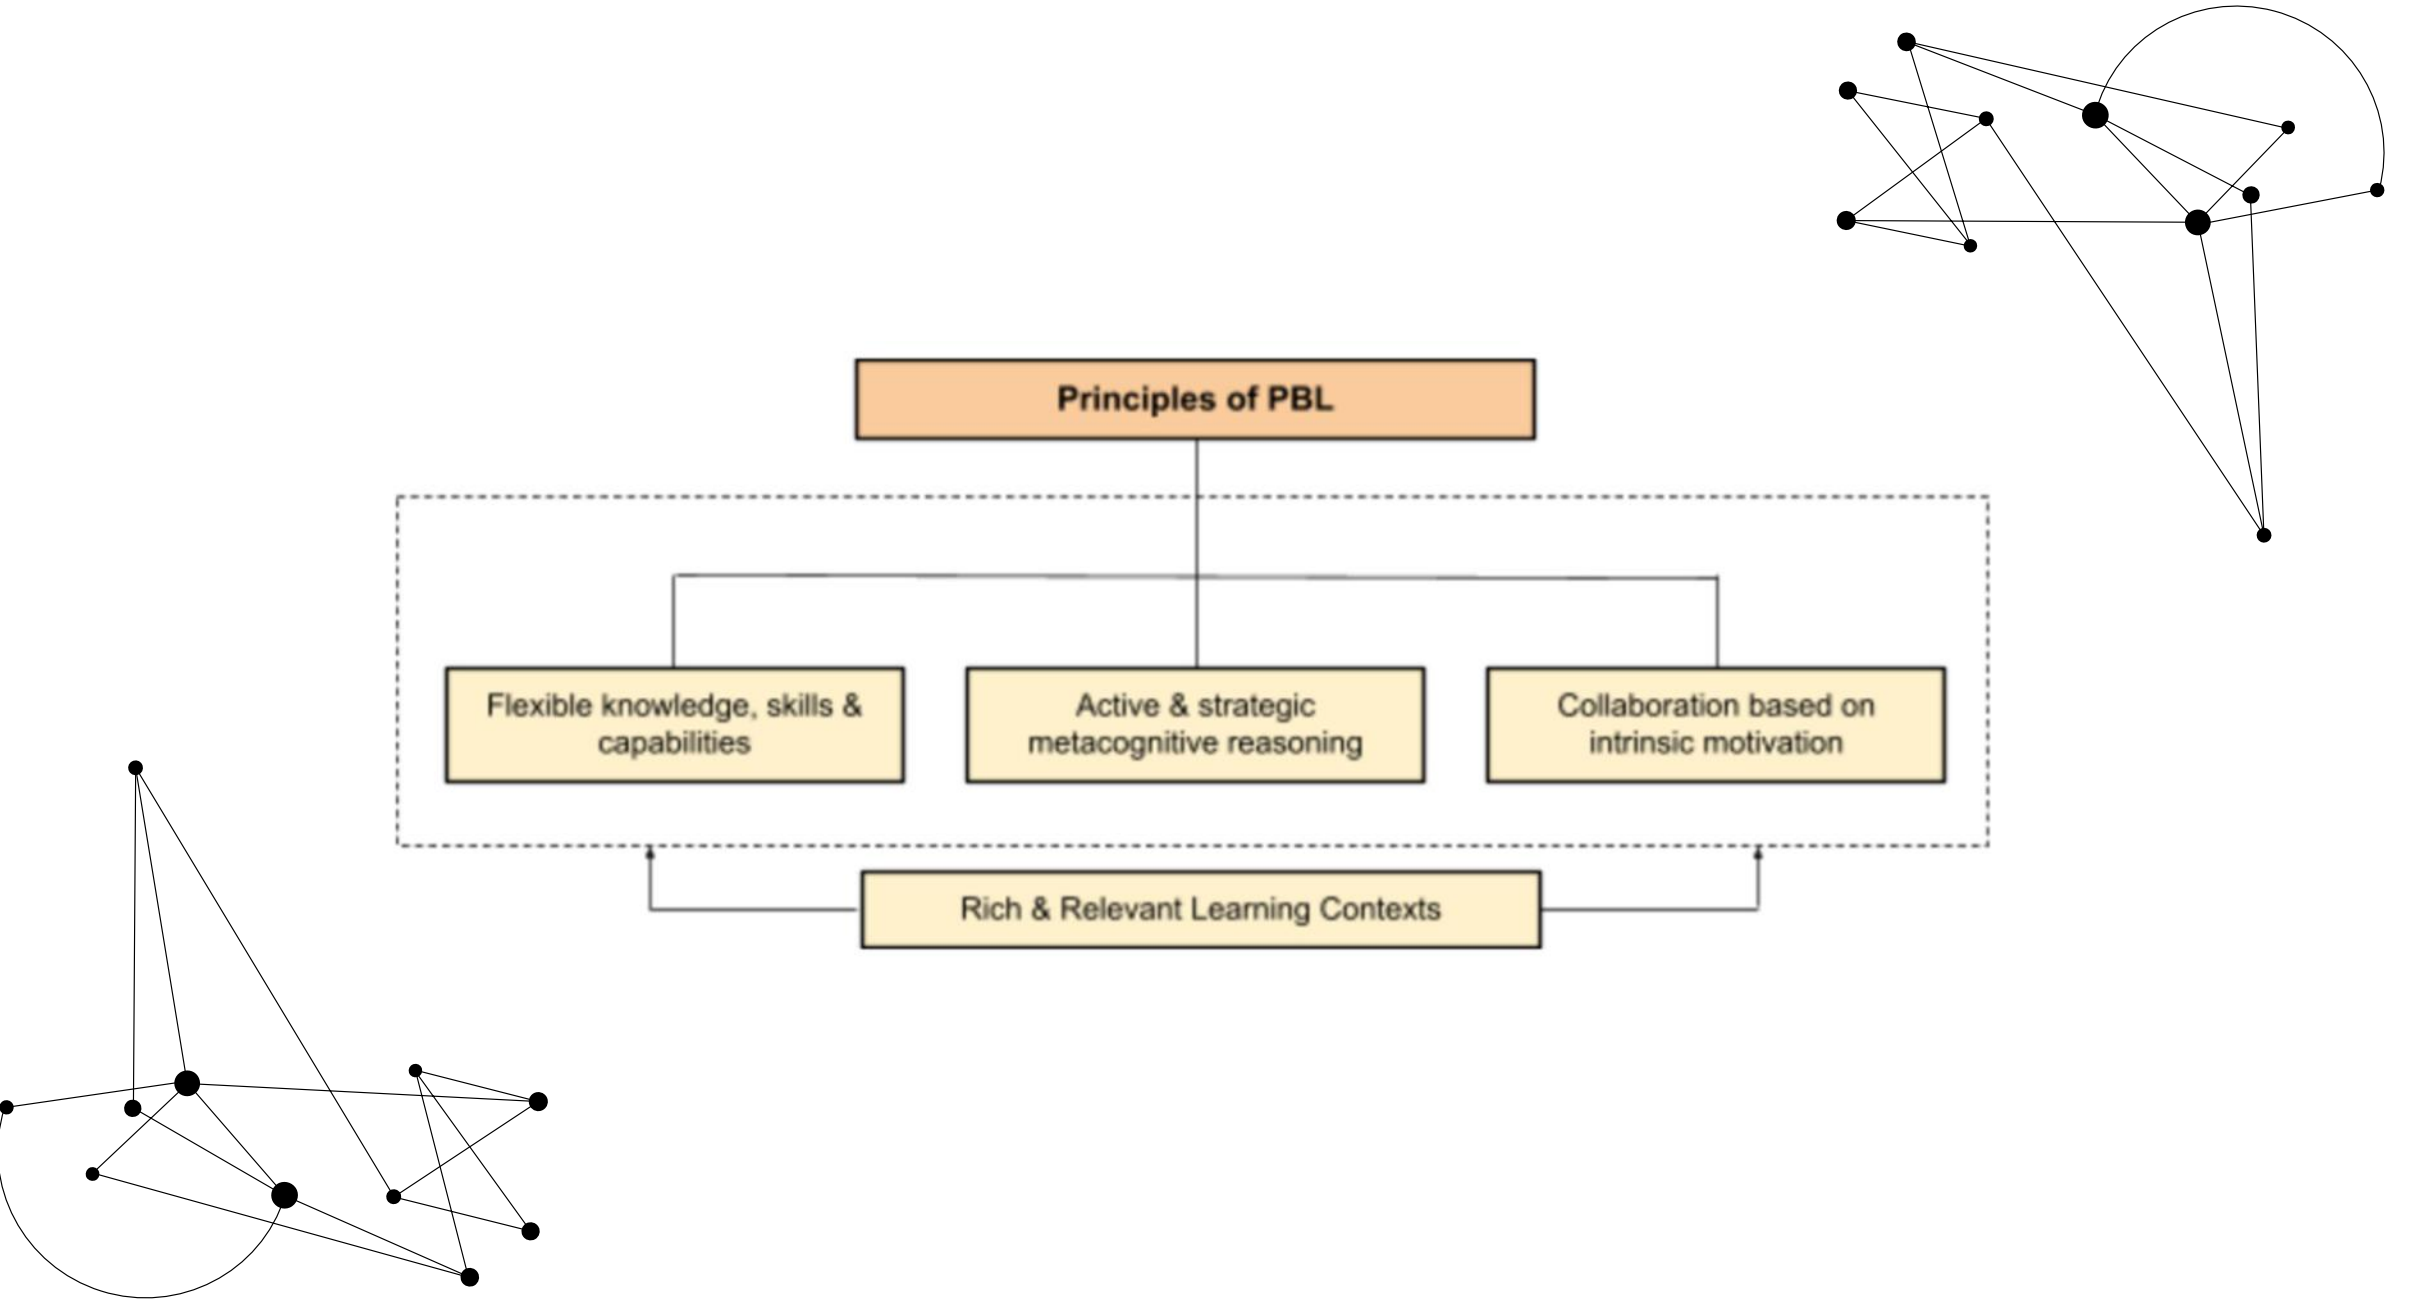 Principles of PBL
Flexible knowledge, skills &
capabilities
Active & strategic
metacognitive reasoning
Collaboration based on
intrinsic motivation
Rich & Relevant Learning Contexts